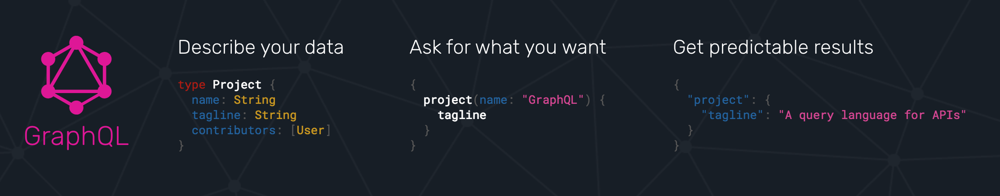 GraphQL
Describe your data
type Project {
  name: String
  tagline: String
  contributors: [User]
}
Ask for what you want
{
  project(name: "GraphQL") {
    tagline
  }
}
Get predictable results
{
  "project": {
    "tagline": "A query language for APIs"
  }
}